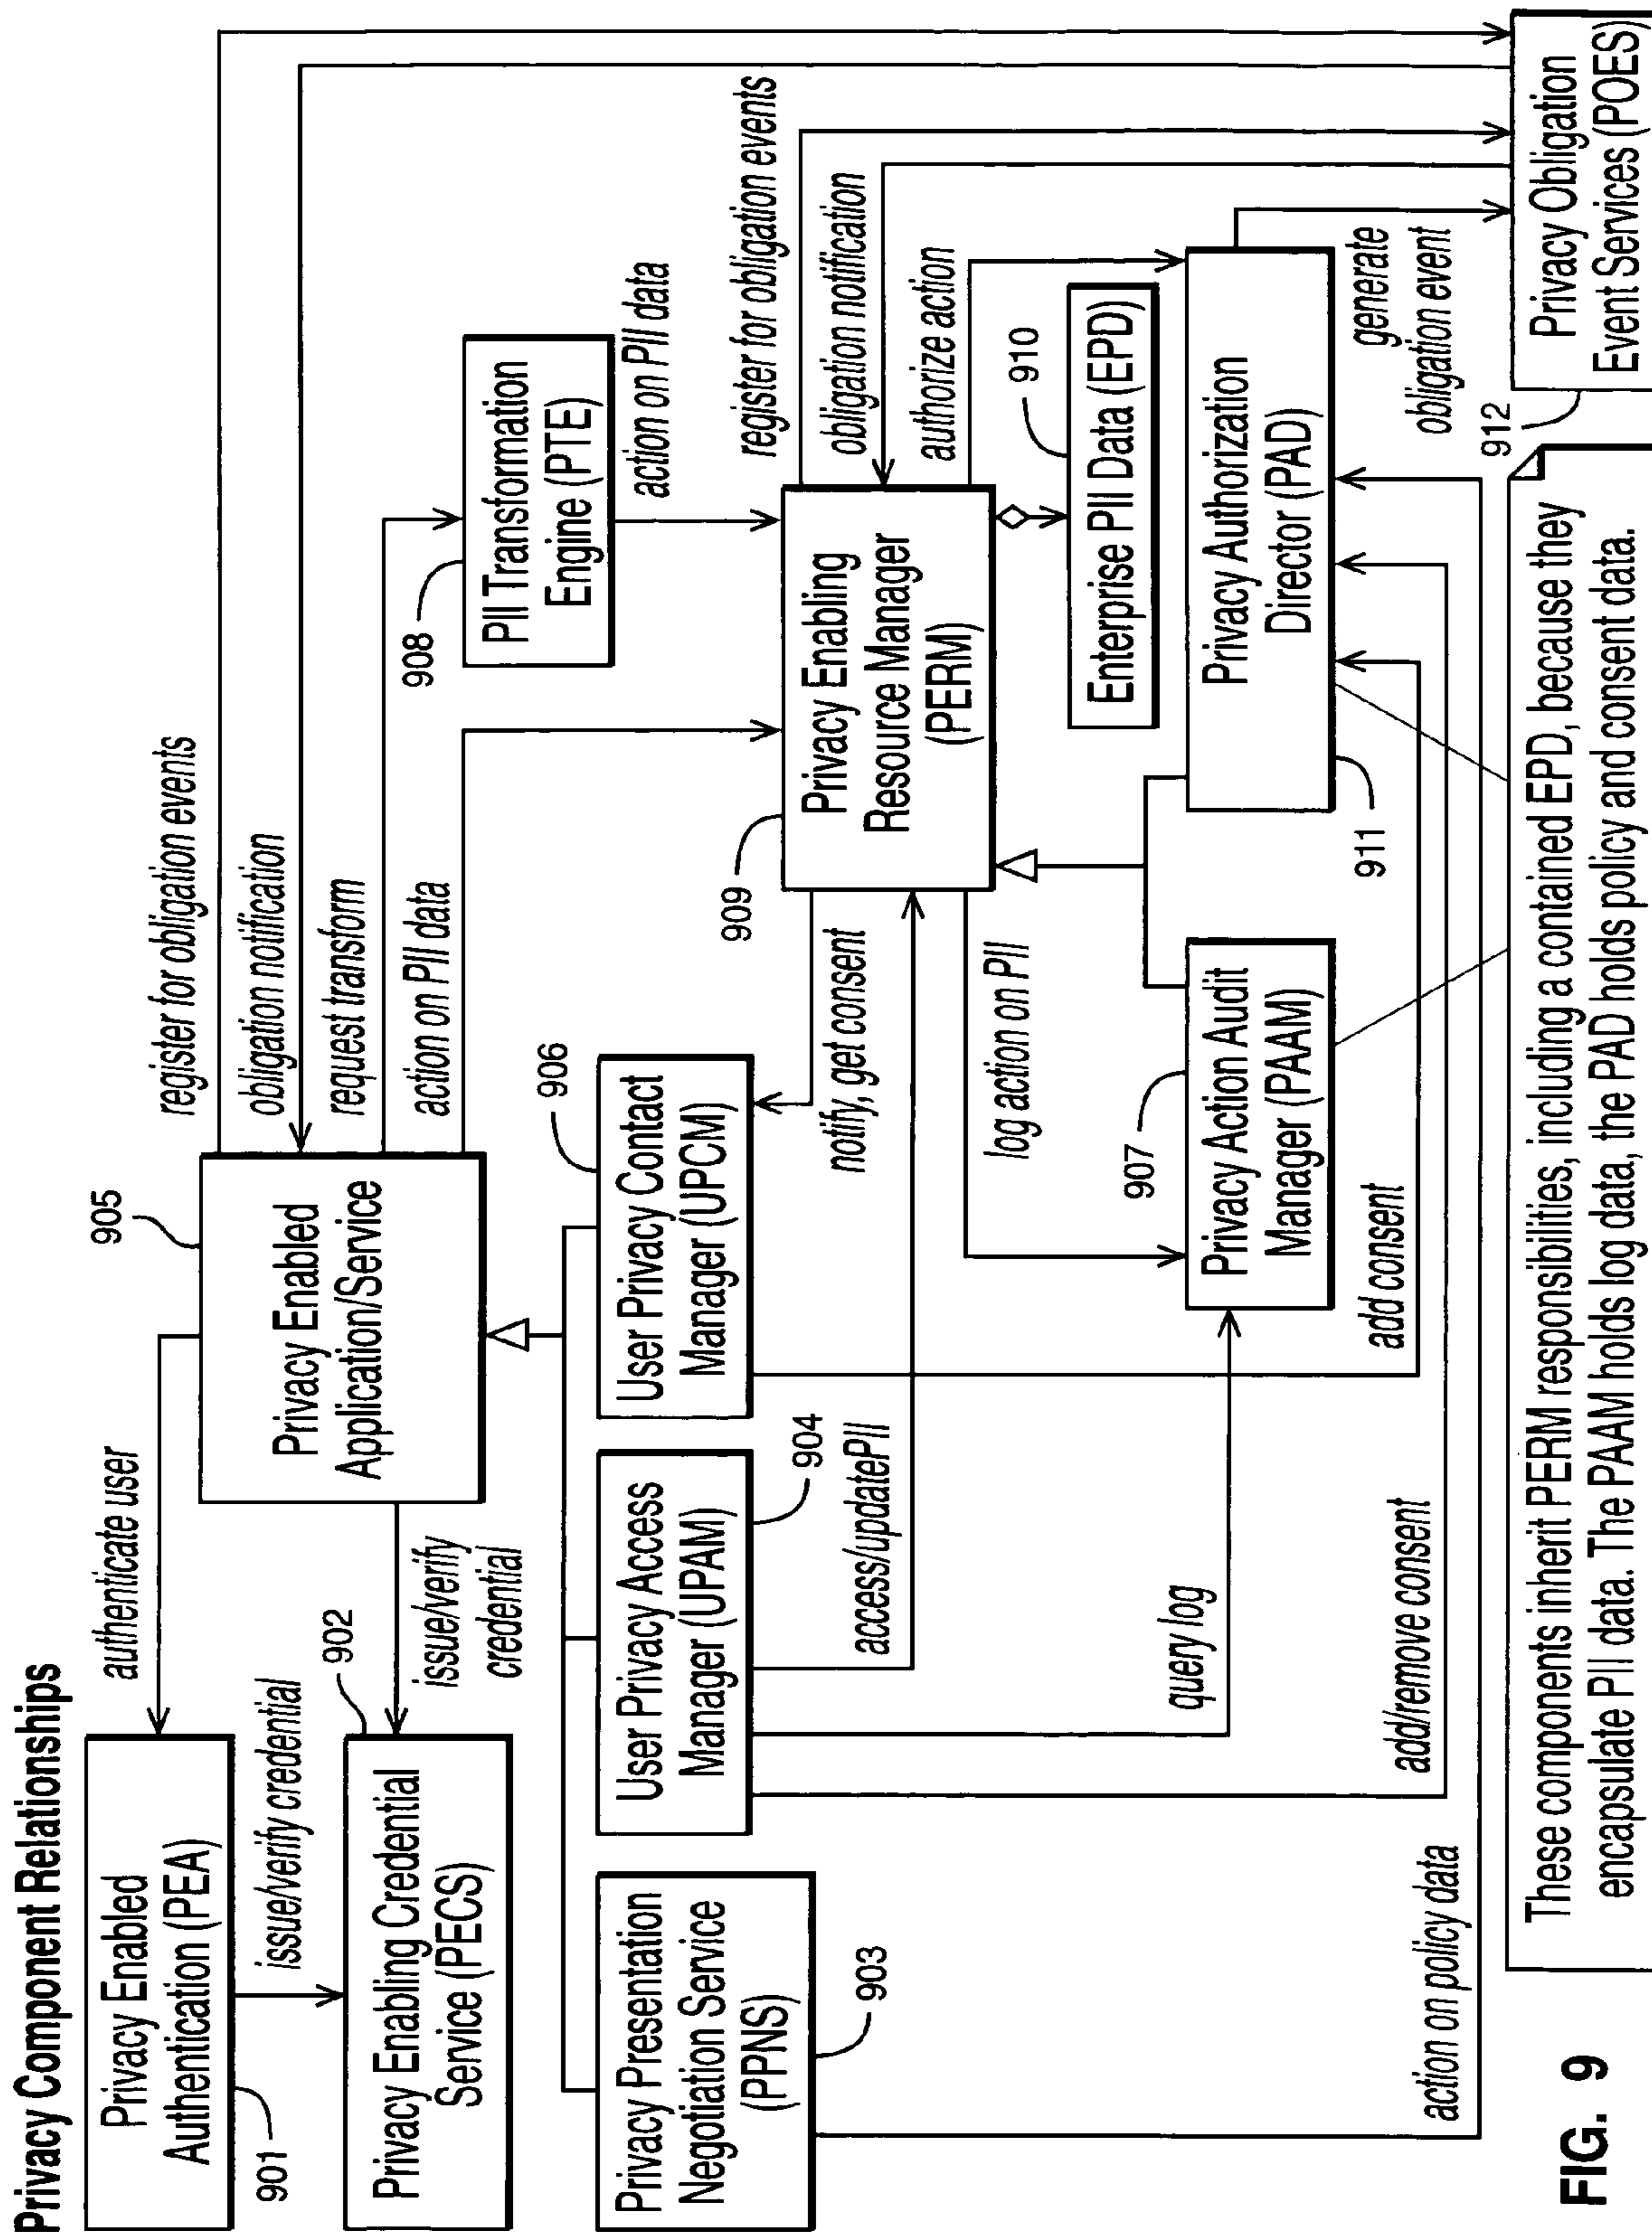 Privacy Component Relationships
Privacy Enabled
Authentication (PEA)
901
authenticate user
issue/verify credential
902
Privacy Enabling Credential
Service (PECS)
issue/verify
credential
905
Privacy Enabled
Application/Service
register for obligation events
obligation notification
request transform
action on PII data
908
PII Transformation
Engine (PTE)
action on PII data
Privacy Presentation
Negotiation Service
(PPNS)
903
User Privacy Access
Manager (UPAM)
904
User Privacy Contact
Manager (UPCM)
906
access/updatePII
notify, get consent
log action on PII
909
Privacy Enabling
Resource Manager
(PERM)
register for obligation events
obligation notification
authorize action
910
Enterprise PII Data (EPD)
query log
907
Privacy Action Audit
Manager (PAAM)
911
Privacy Authorization
Director (PAD)
generate
obligation event
add consent
add/remove consent
action on policy data
912
Privacy Obligation
Event Services (POES)
These components inherit PERM responsibilities, including a contained EPD, because they
encapsulate PII data. The PAAM holds log data, the PAD holds policy and consent data.
FIG. 9